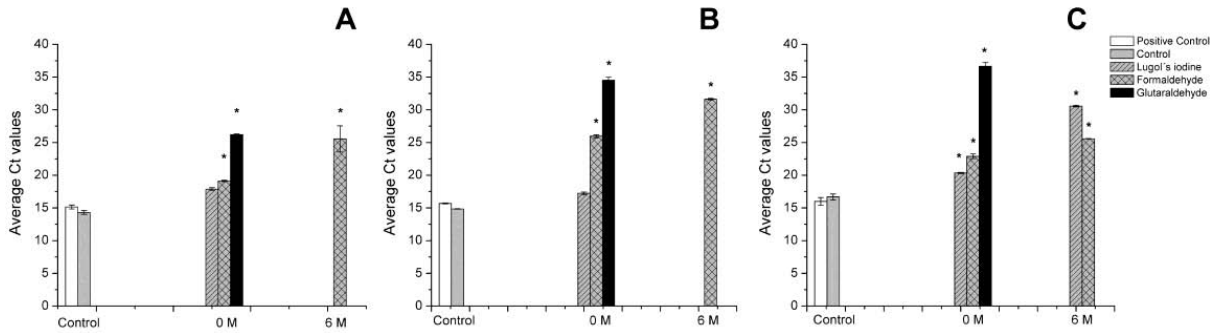 A
Average Ct values
40
35
30
25
20
15
10
5
0
*
*
*
Control
0 M
6 M
B
Average Ct values
40
35
30
25
20
15
10
5
0
*
*
*
Control
0 M
6 M
C
Average Ct values
40
35
30
25
20
15
10
5
0
*
*
*
*
*
Control
0 M
6 M
Positive Control
Control
Lugol´s iodine
Formaldehyde
Glutaraldehyde